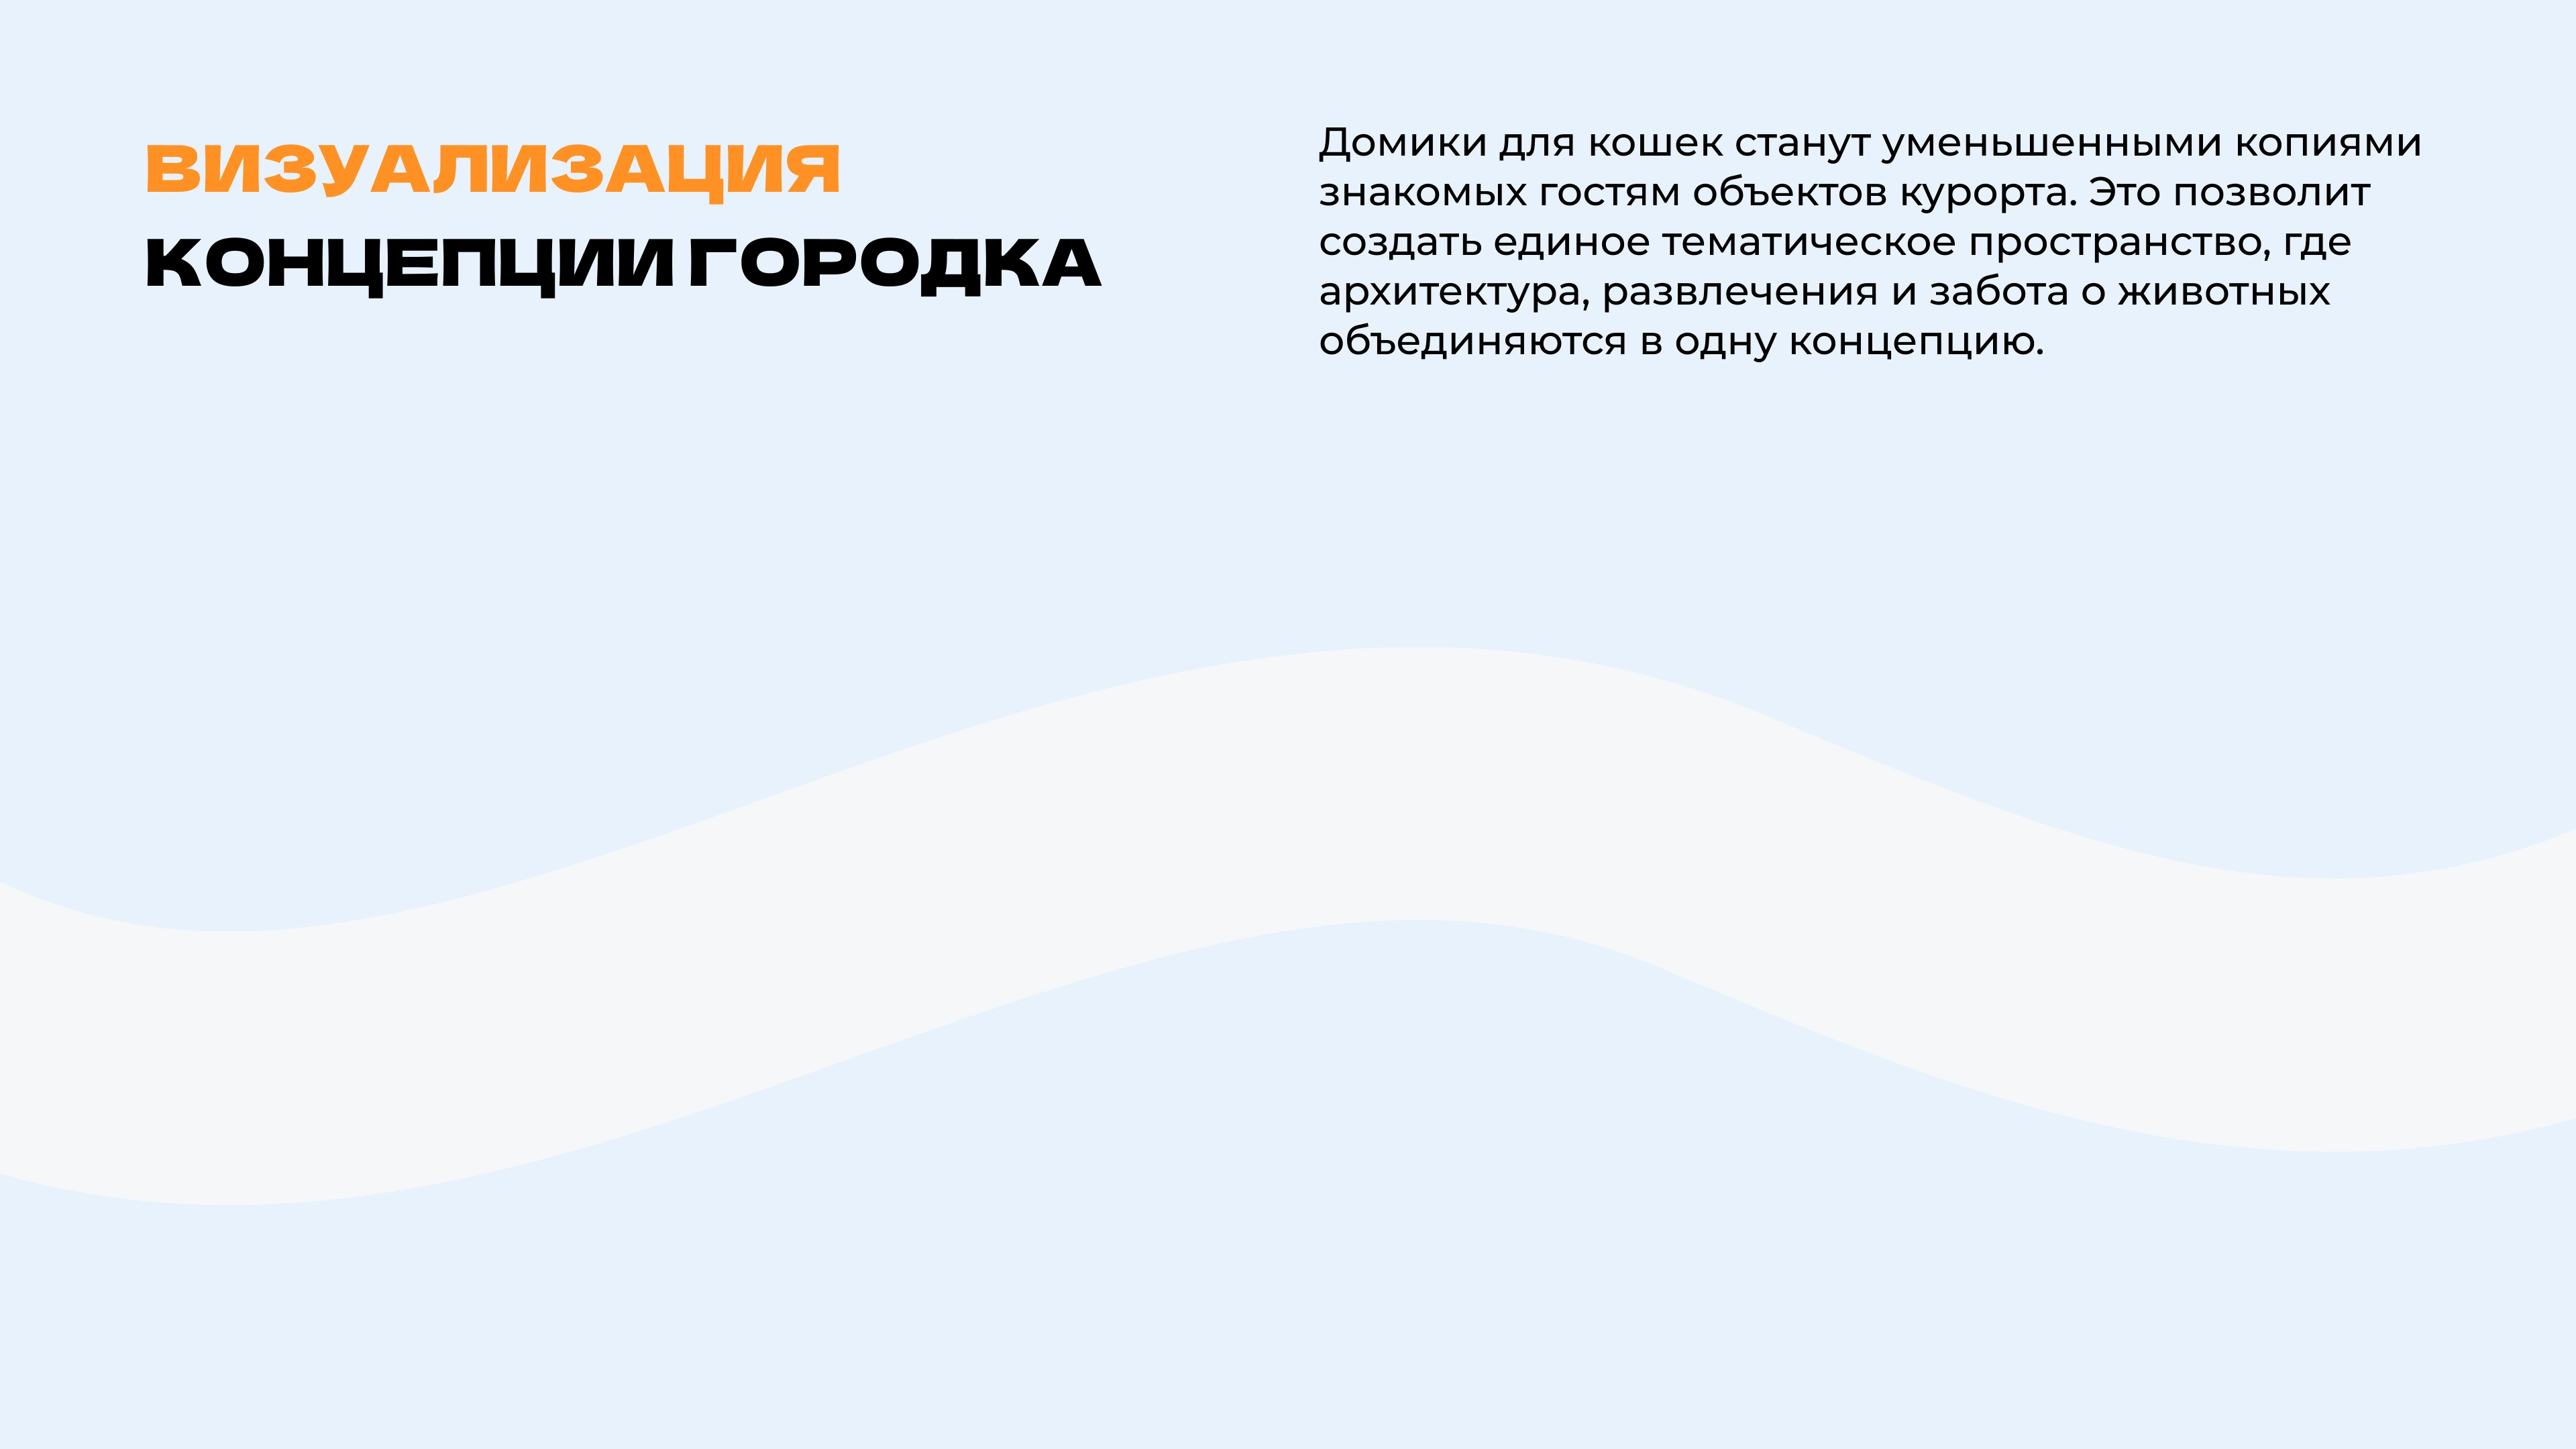 ВИЗУАЛИЗАЦИЯ
КОНЦЕПЦИИ ГОРОДКА
Домики для кошек станут уменьшенными копиями
знакомых гостям объектов курорта. Это позволит
создать единое тематическое пространство, где
архитектура, развлечения и забота о животных
объединяются в одну концепцию.